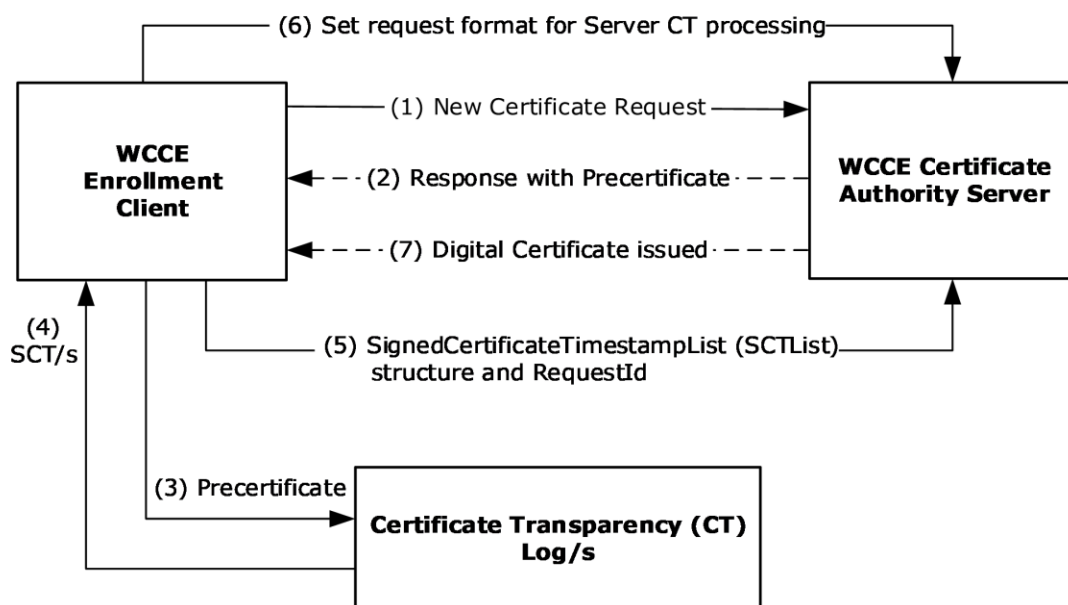 (6) Set request format for Server CT processing
(1) New Certificate Request
WCCE
Enrollment
Client
WCCE Certificate
Authority Server
(2) Response with Precertificate
(7) Digital Certificate issued
(4)
SCT/s
(5) SignedCertificateTimestampList (SCTList)
structure and RequestId
(3) Precertificate
Certificate Transparency (CT)
Log/s